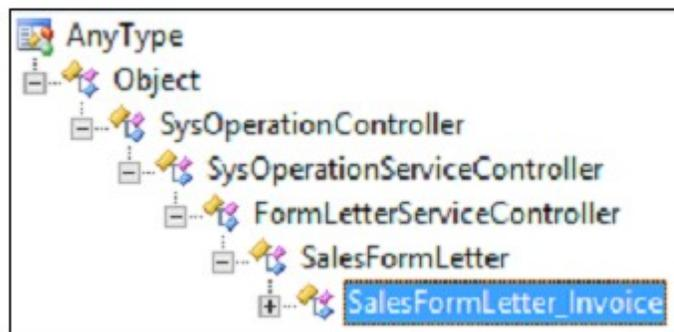 AnyType
Object
SysOperationController
SysOperationServiceController
FormLetterServiceController
SalesFormLetter
SalesFormLetter_Invoice